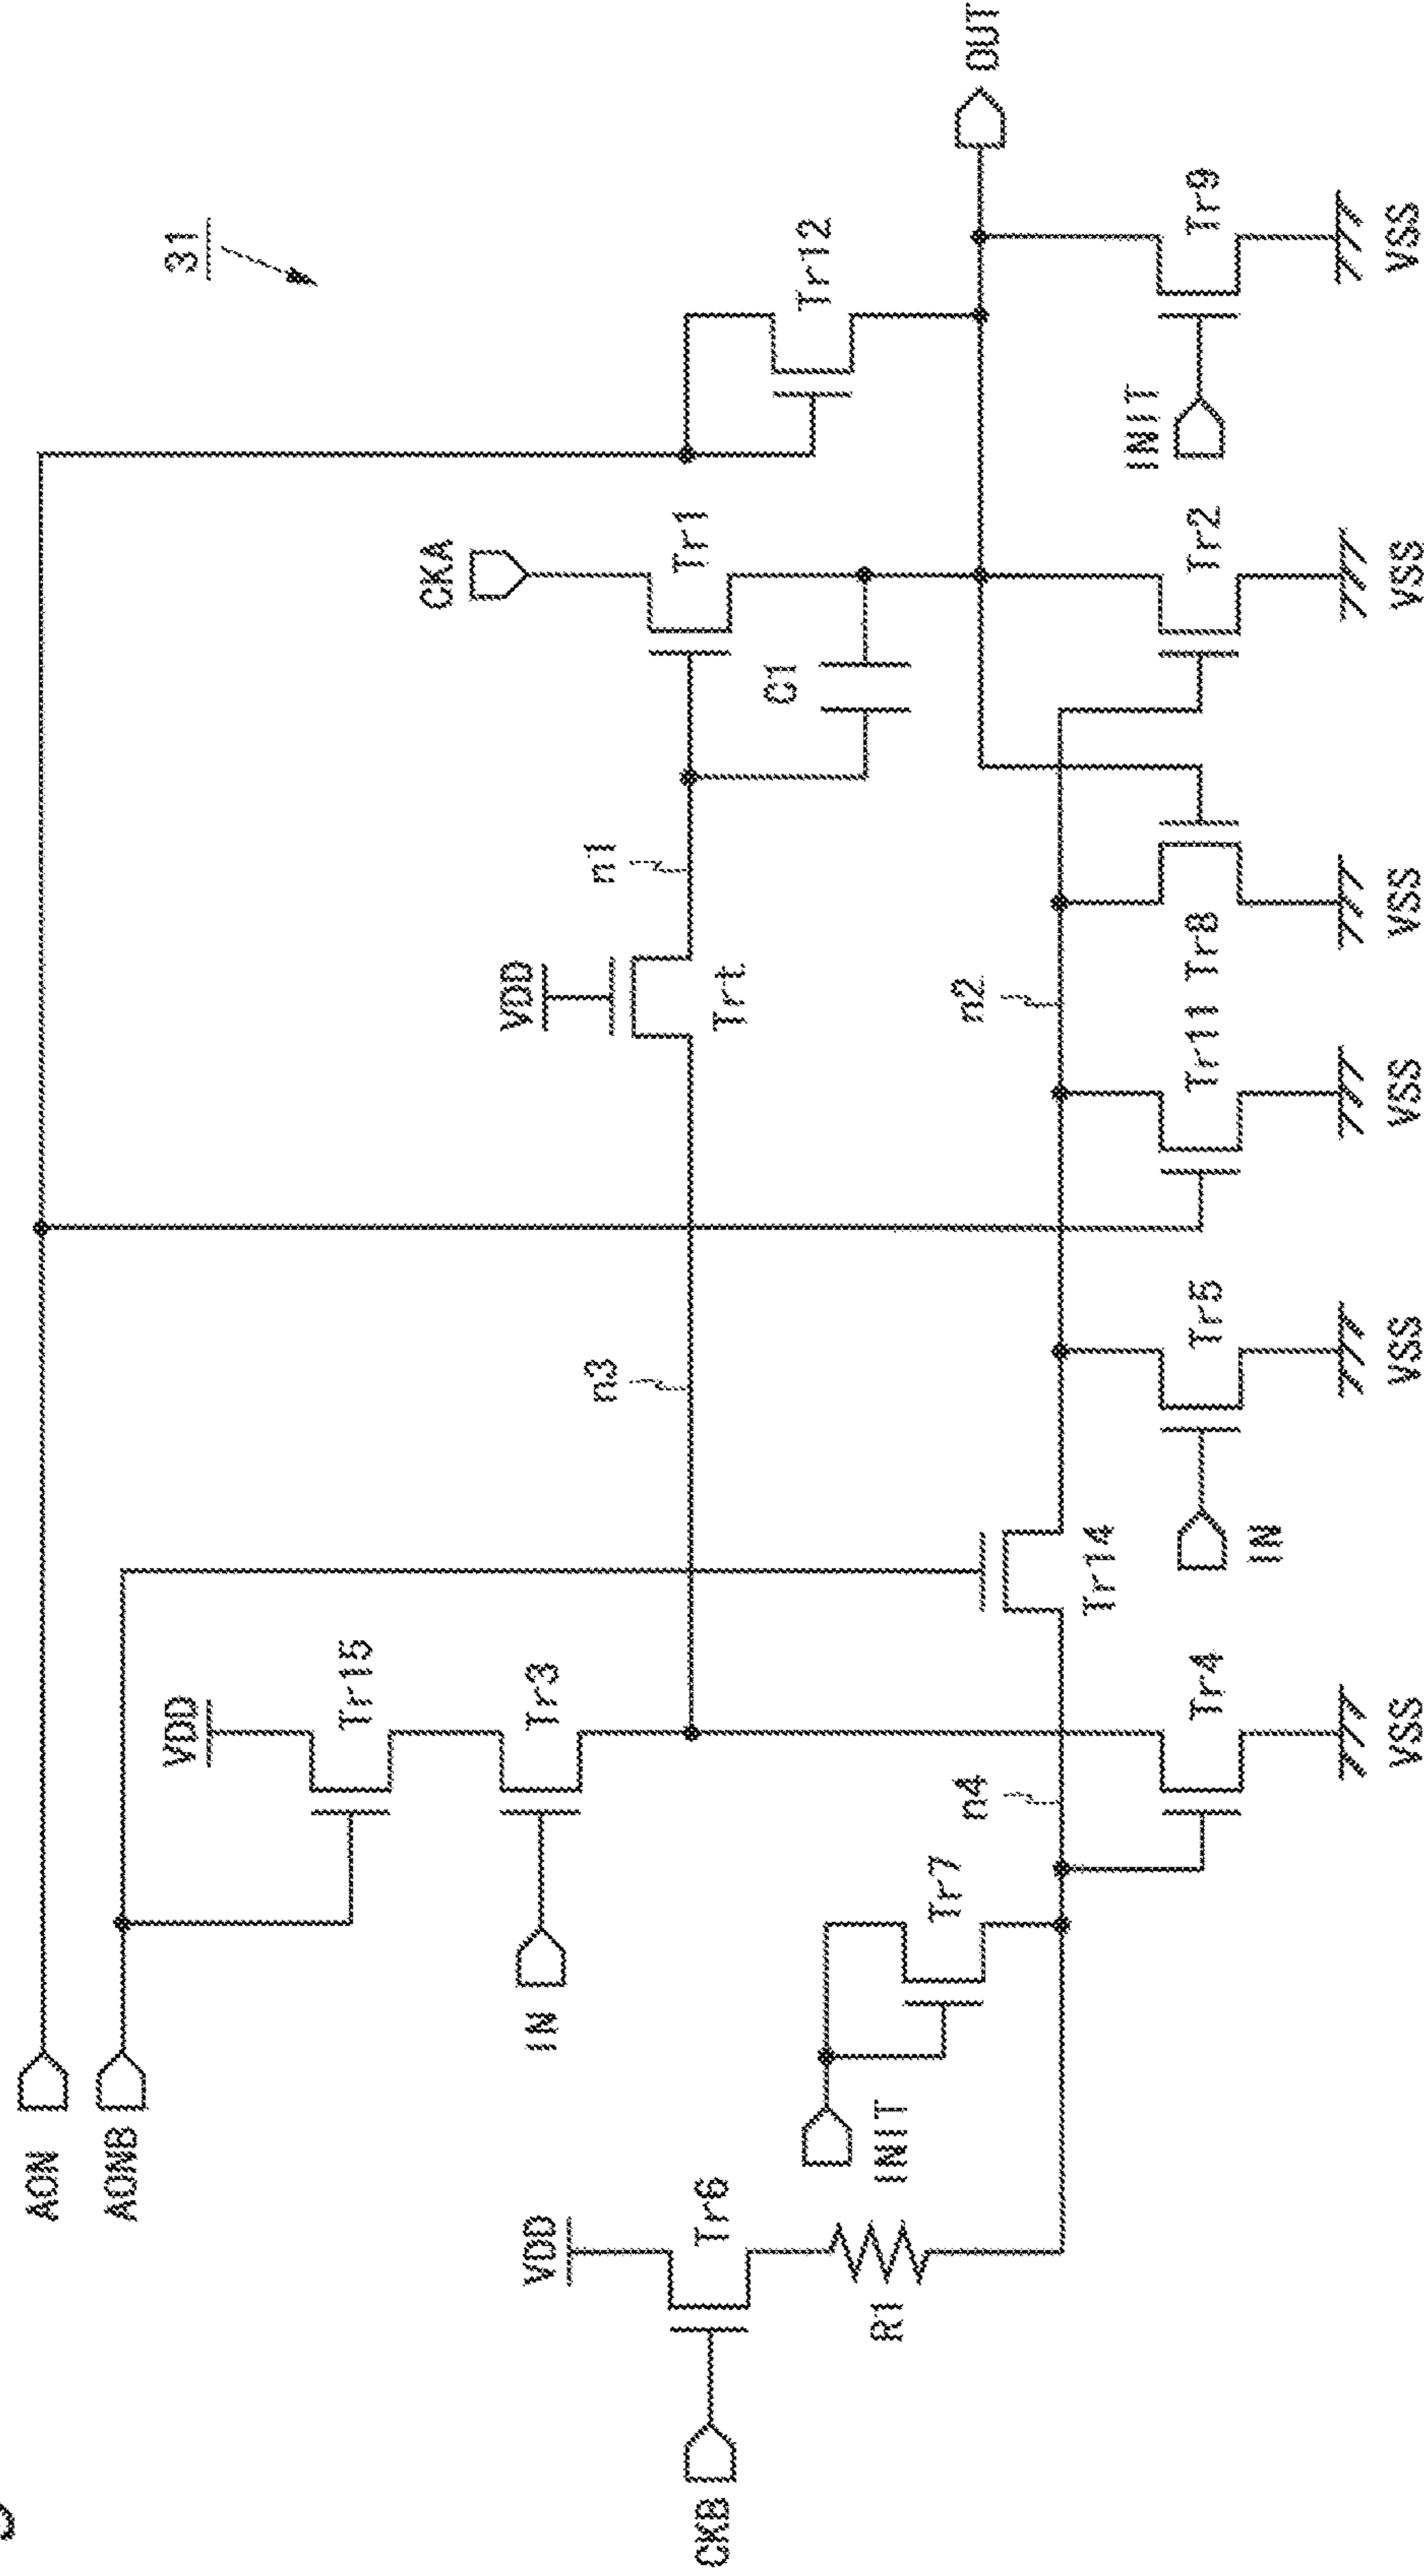 31
AON
AONB
VDD
Tr15
IN
Tr3
CKB
VDD
Tr6
R1
INIT
Tr7
n4
Tr4
VSS
Tr14
n3
IN
Tr5
VSS
VDD
Trt
n1
n2
Tr11
VSS
Tr8
VSS
CKA
Tr1
C1
Tr2
VSS
Tr12
INIT
Tr9
VSS
OUT